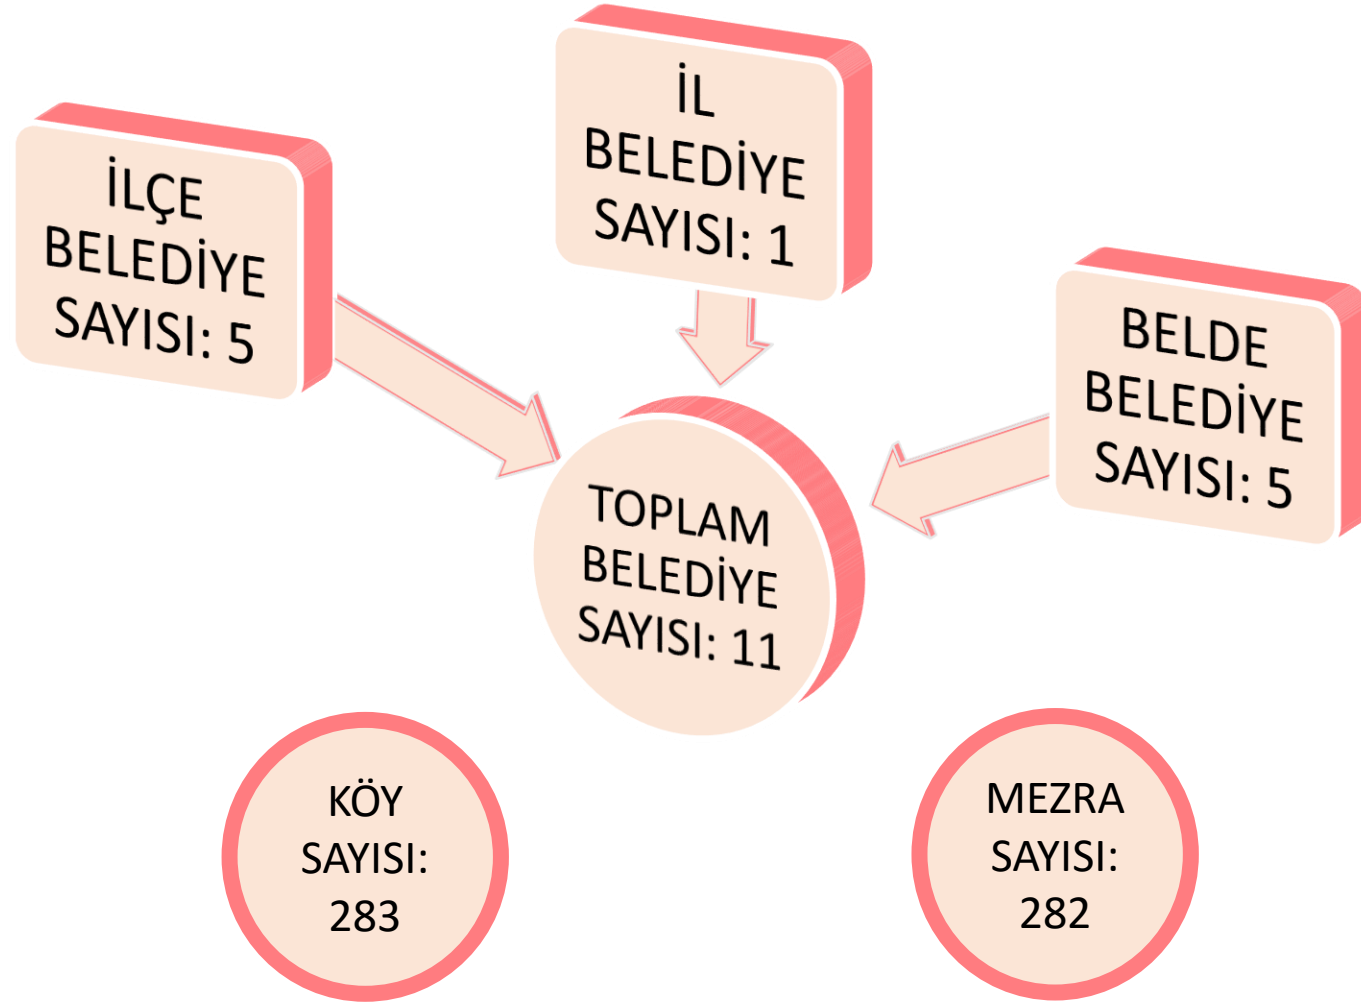 İLÇE
BELEDİYE
SAYISI: 5
İL
BELEDİYE
SAYISI: 1
BELDE
BELEDİYE
SAYISI: 5
TOPLAM
BELEDİYE
SAYISI: 11
KÖY
SAYISI:
283
MEZRA
SAYISI:
282